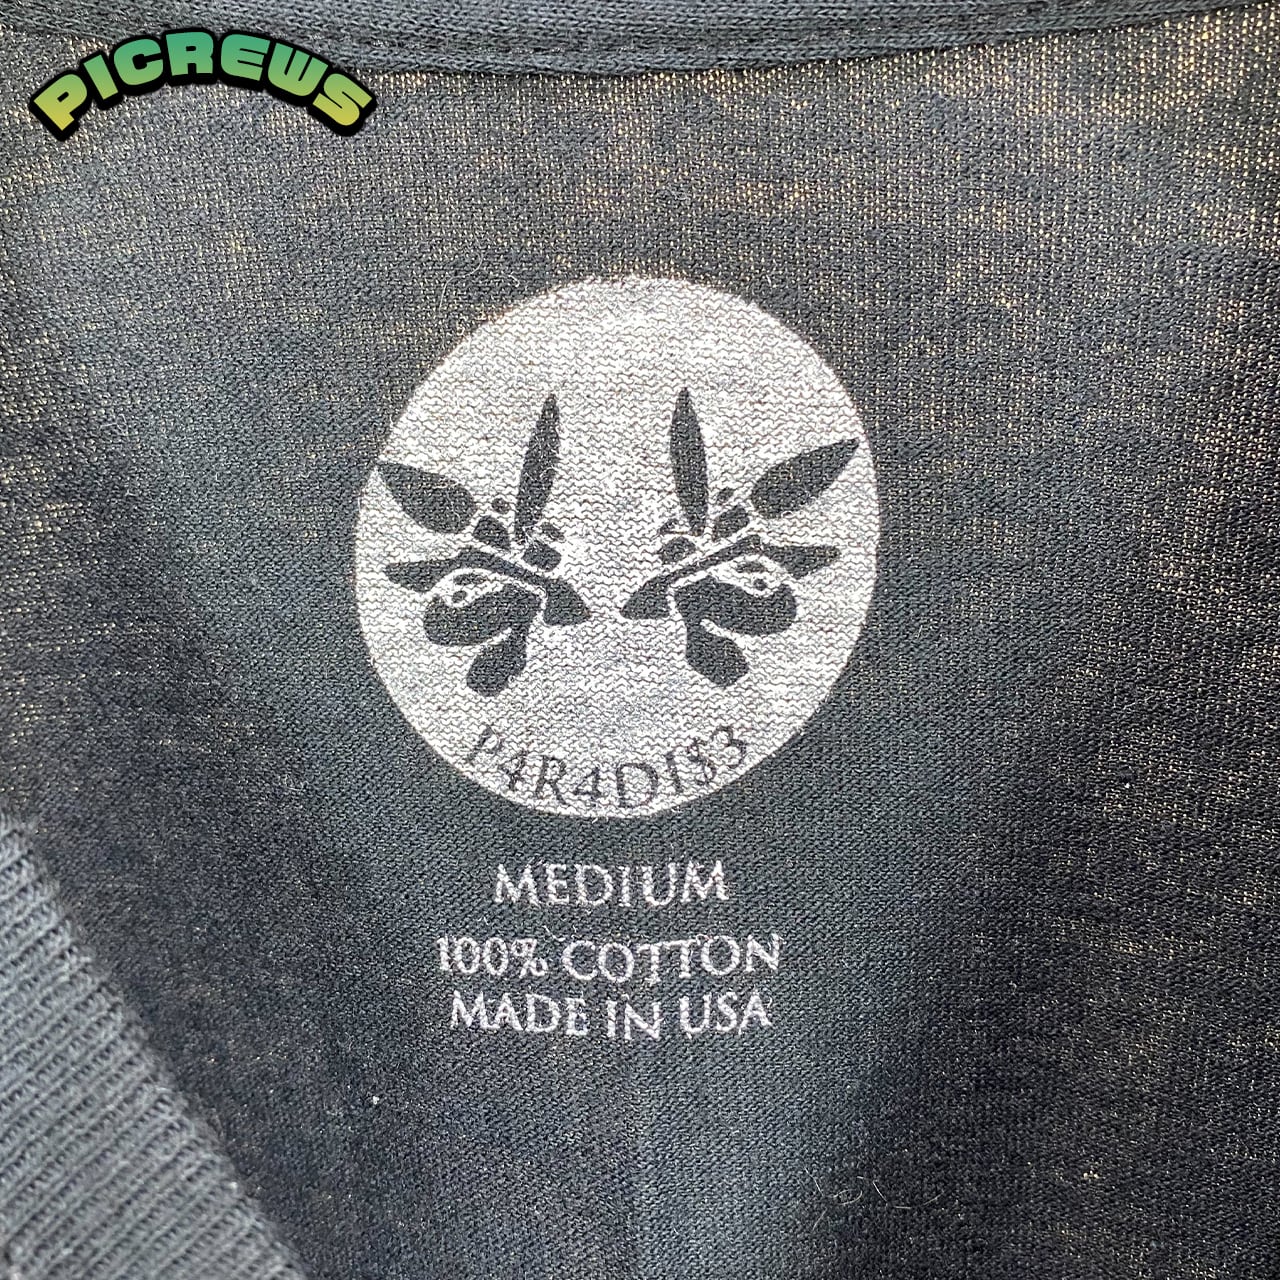 PICREWS
P4R4DI$3
MEDIUM
100% COTTON
MADE IN USA